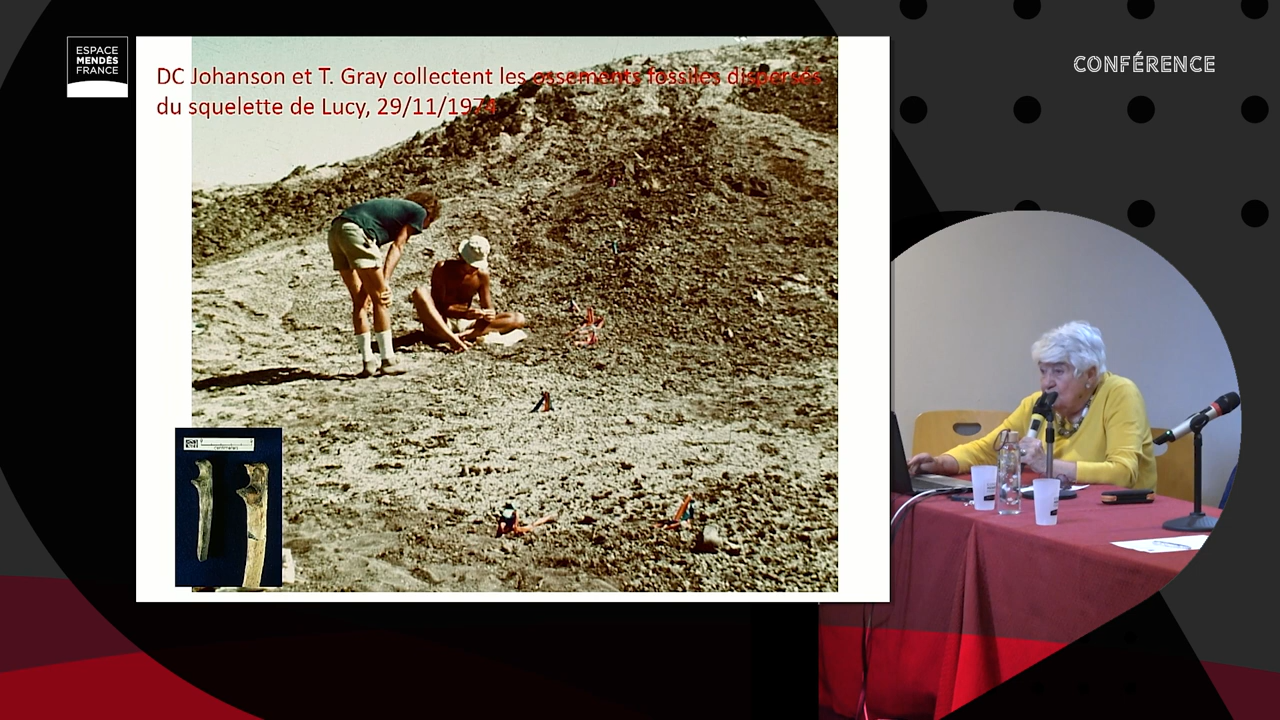 ESPACE
MENDÈS
FRANCE
CONFÉRENCE
DC Johanson et T. Gray collectent les ossements fossiles dispersés
du squelette de Lucy, 29/11/1974